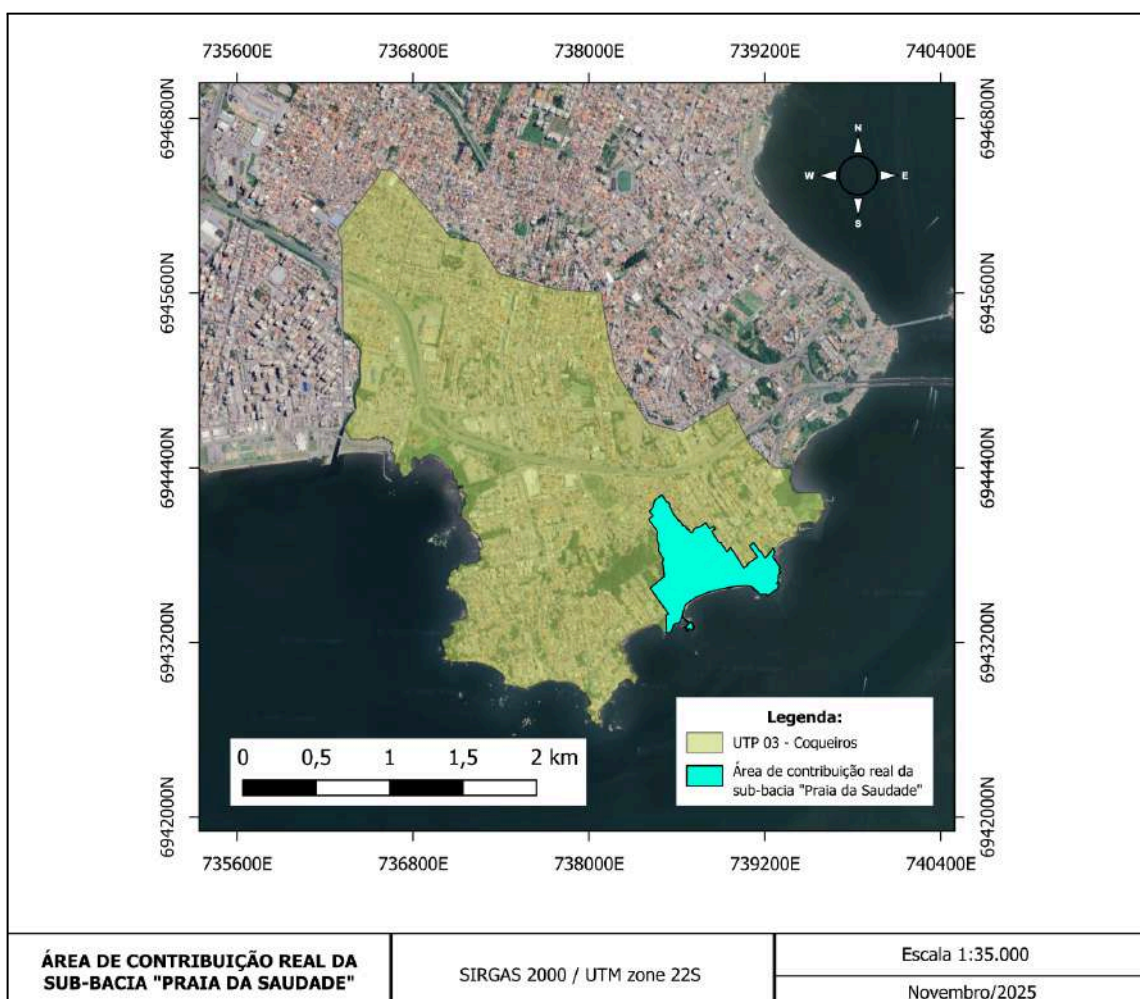 735600E 736800E 738000E 739200E 740400E
6946800N 6946800N
N
W E
S
6945600N 6945600N
6944400N 6944400N
6943200N 6943200N
Legenda:
UTP 03 - Coqueiros
Área de contribuição real da
sub-bacia "Praia da Saudade"
0 0,5 1 1,5 2 km
6942000N 6942000N
735600E 736800E 738000E 739200E 740400E
ÁREA DE CONTRIBUIÇÃO REAL DA
SUB-BACIA "PRAIA DA SAUDADE"
SIRGAS 2000 / UTM zone 22S
Escala 1:35.000
Novembro/2025